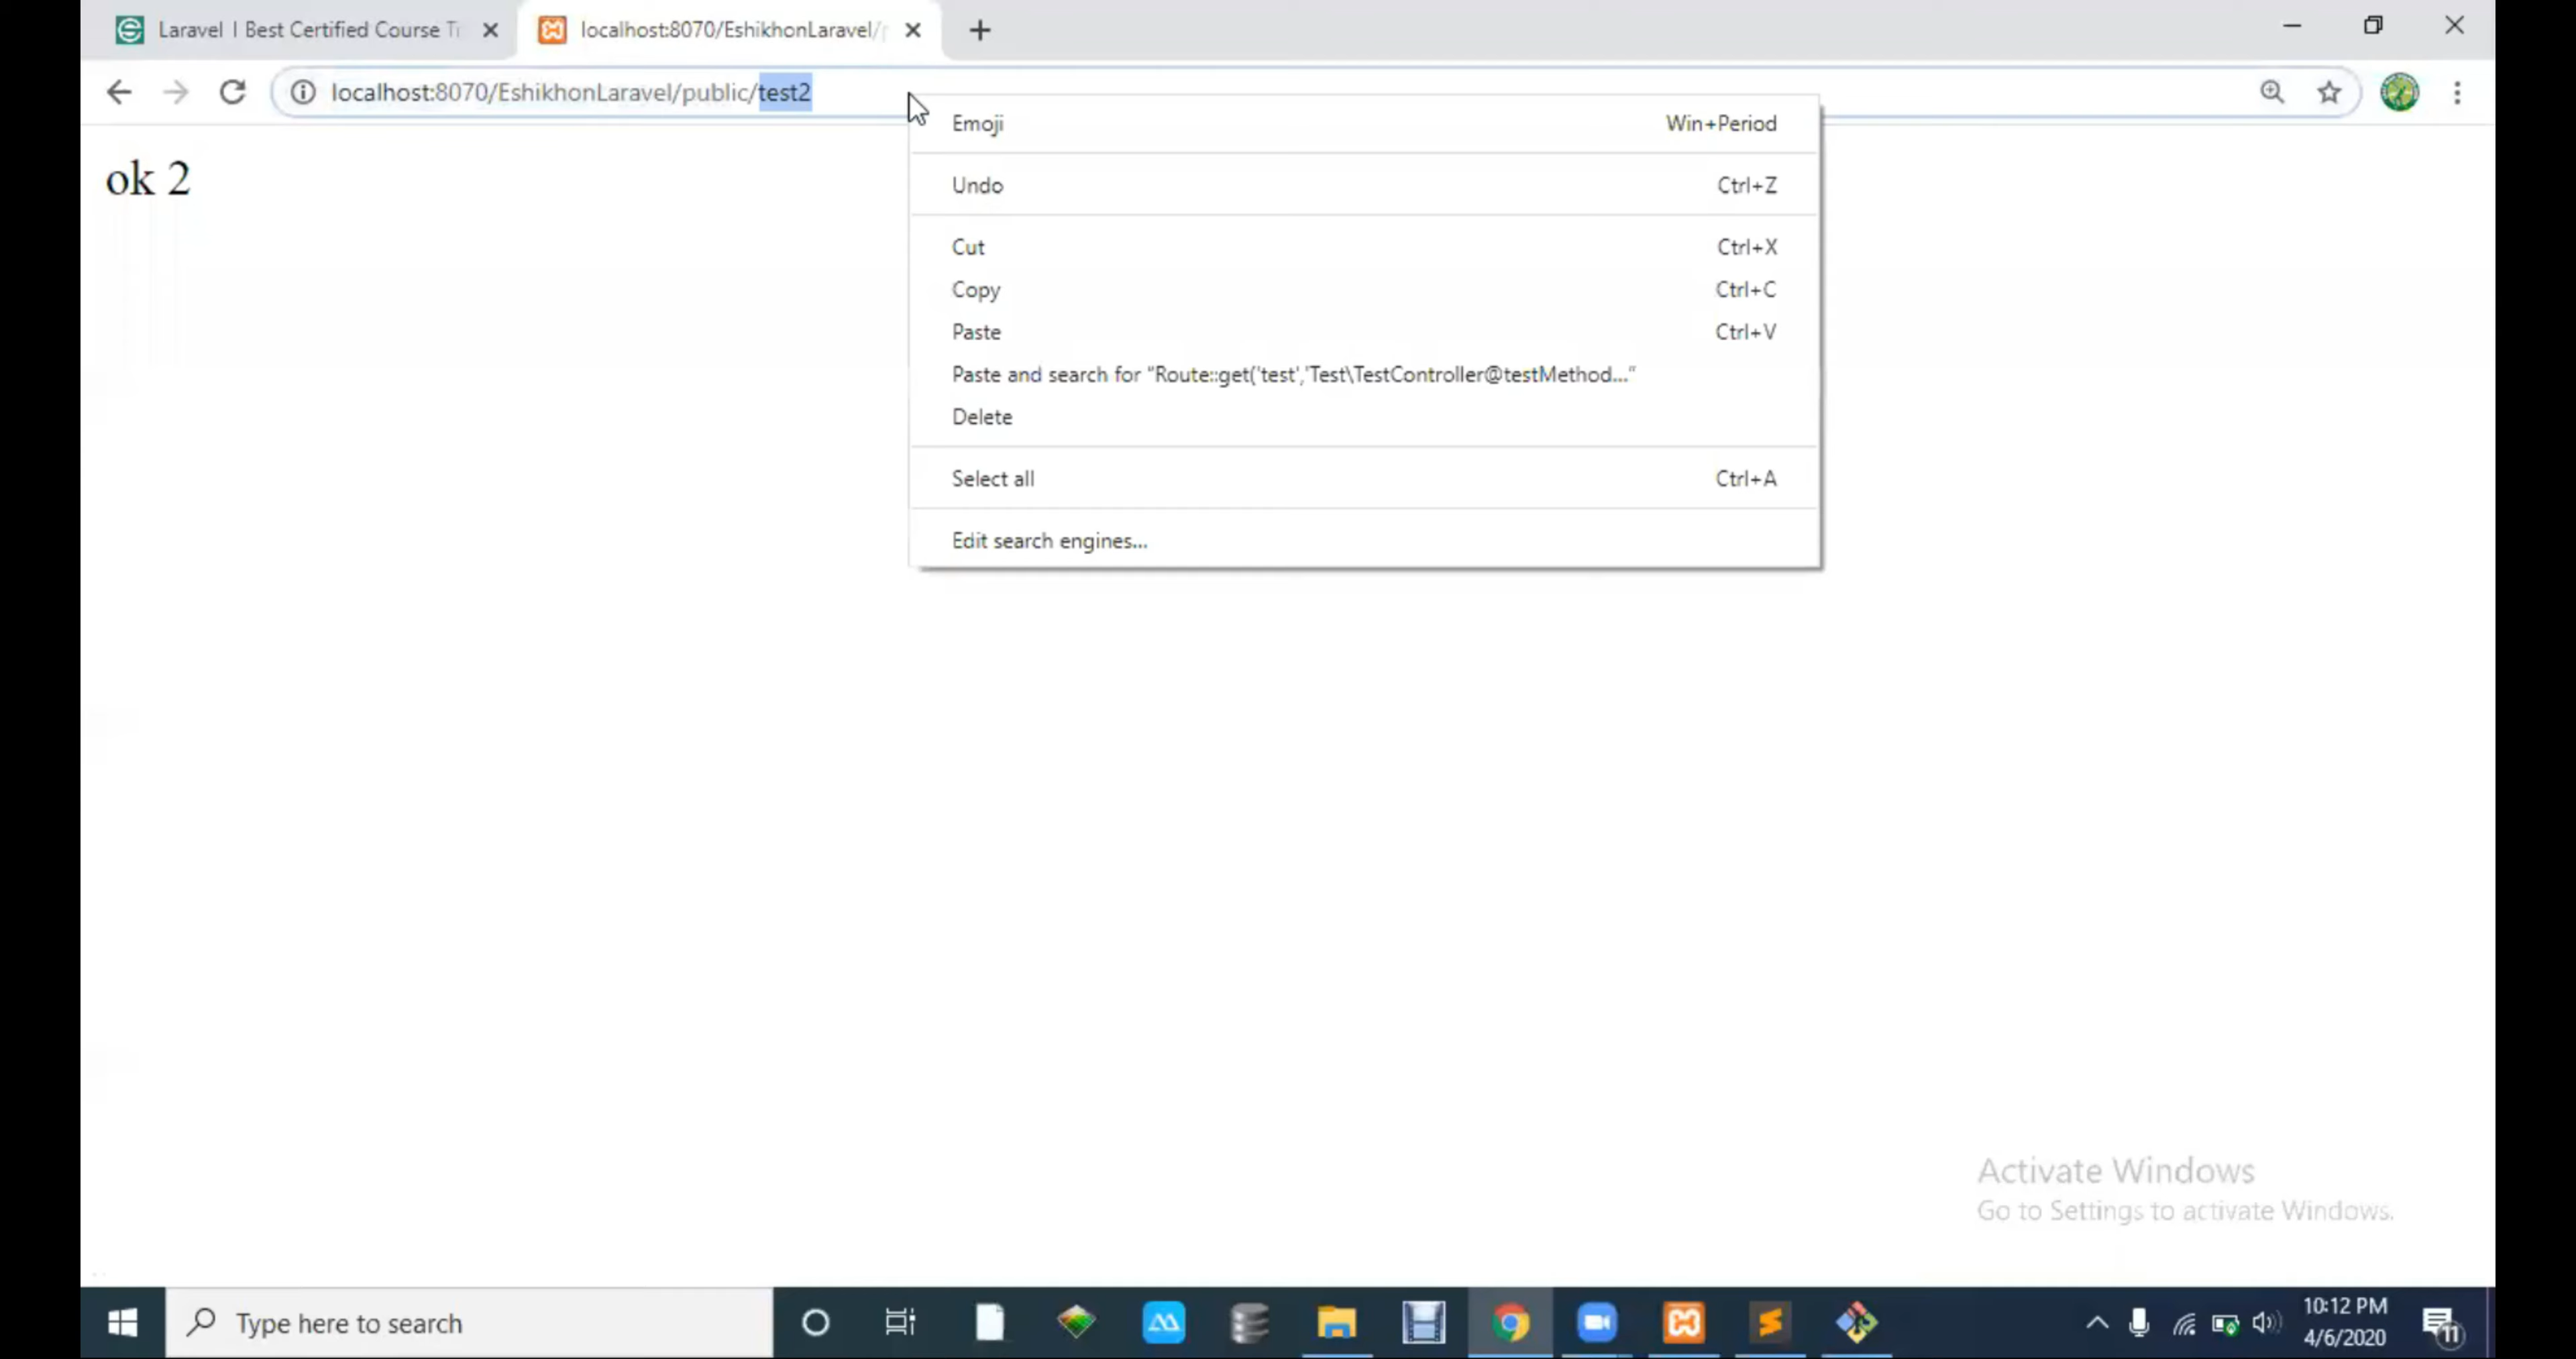 Laravel I Best Certified Course Ti
localhost:8070/EshikhonLaravel/
localhost:8070/EshikhonLaravel/public/test2
ok 2
Emoji Win+Period
Undo Ctrl+Z
Cut Ctrl+X
Copy Ctrl+C
Paste Ctrl+V
Paste and search for “Route::get('test','Test\TestController@testMethod...“
Delete
Select all Ctrl+A
Edit search engines...
Activate Windows
Go to Settings to activate Windows.
Type here to search
10:12 PM
4/6/2020
11